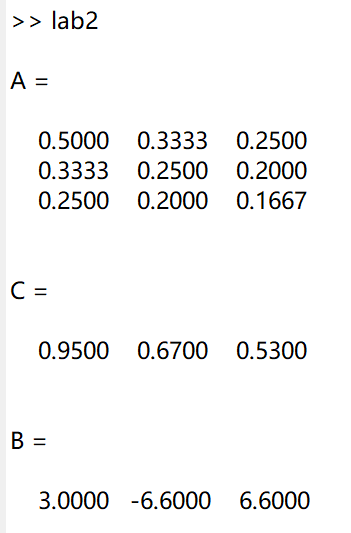 >> lab2
A =
0.5000 0.3333 0.2500
0.3333 0.2500 0.2000
0.2500 0.2000 0.1667
C =
0.9500 0.6700 0.5300
B =
3.0000 -6.6000 6.6000